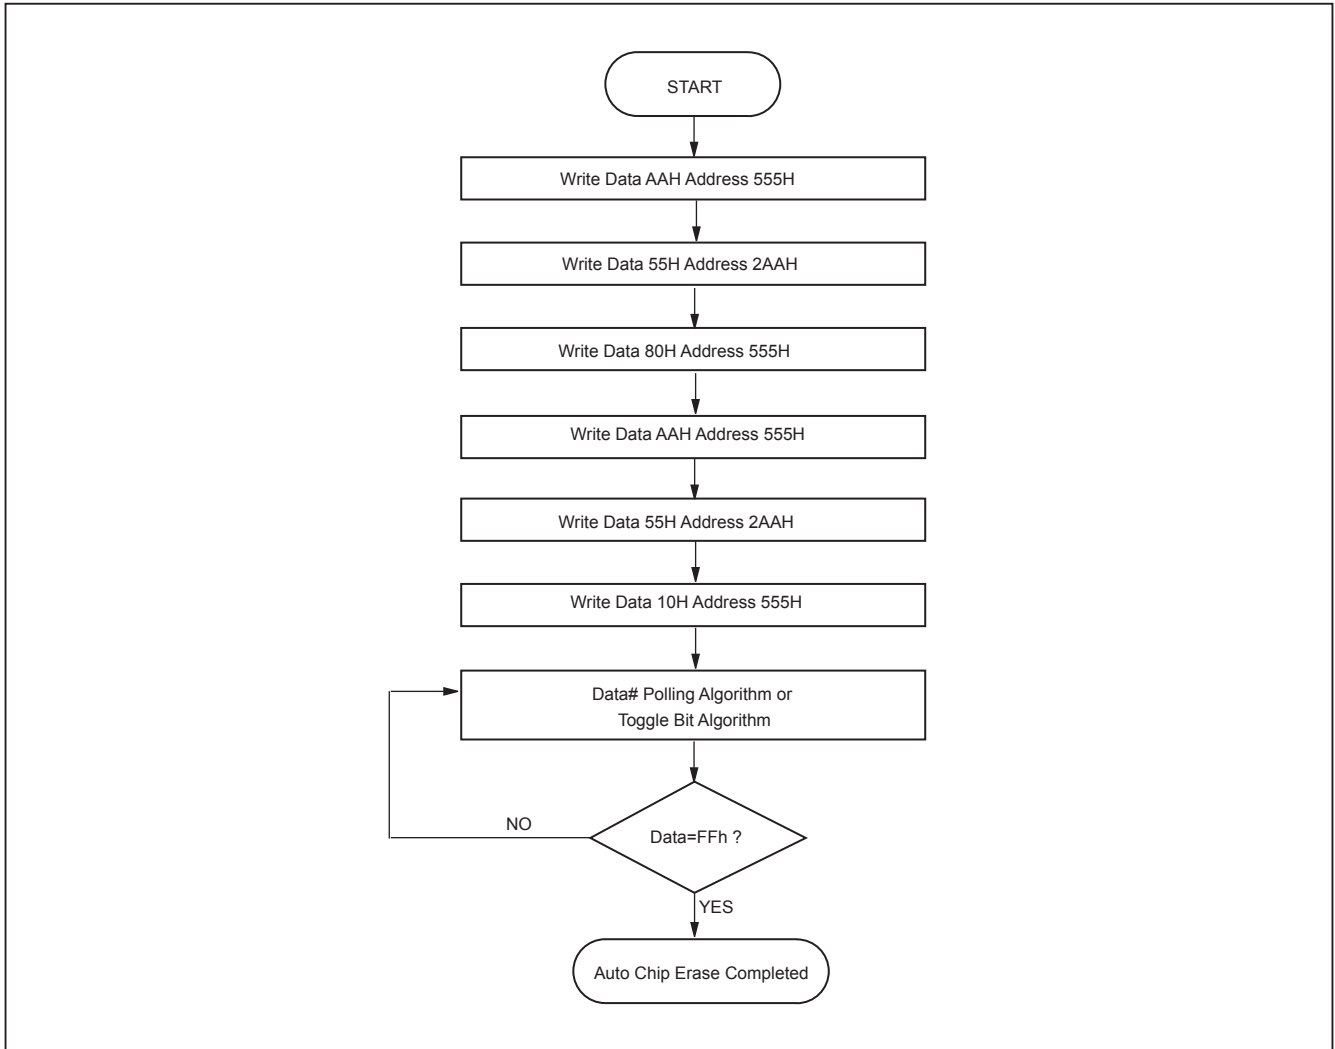 START
Write Data AAH Address 555H
Write Data 55H Address 2AAH
Write Data 80H Address 555H
Write Data AAH Address 555H
Write Data 55H Address 2AAH
Write Data 10H Address 555H
Data# Polling Algorithm or
Toggle Bit Algorithm
NO
Data=FFh ?
YES
Auto Chip Erase Completed